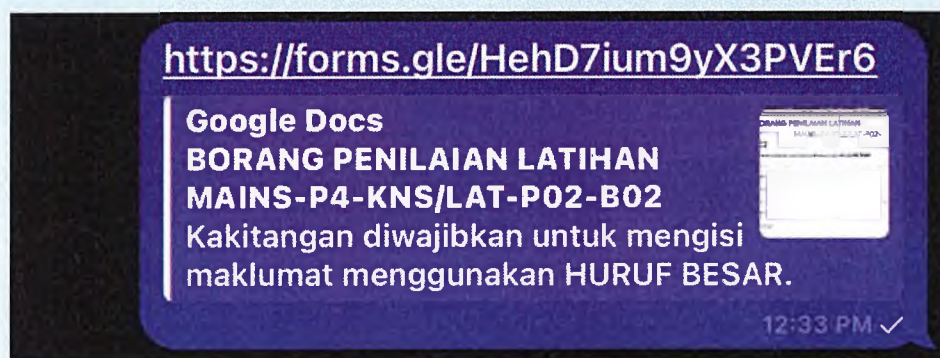 https://forms.gle/HehD7ium9yX3PVEr6
Google Docs
BORANG PENILAIAN LATIHAN
MAINS-P4-KNS/LAT-P02-B02
Kakitangan diwajibkan untuk mengisi
maklumat menggunakan HURUF BESAR.
12:33 PM